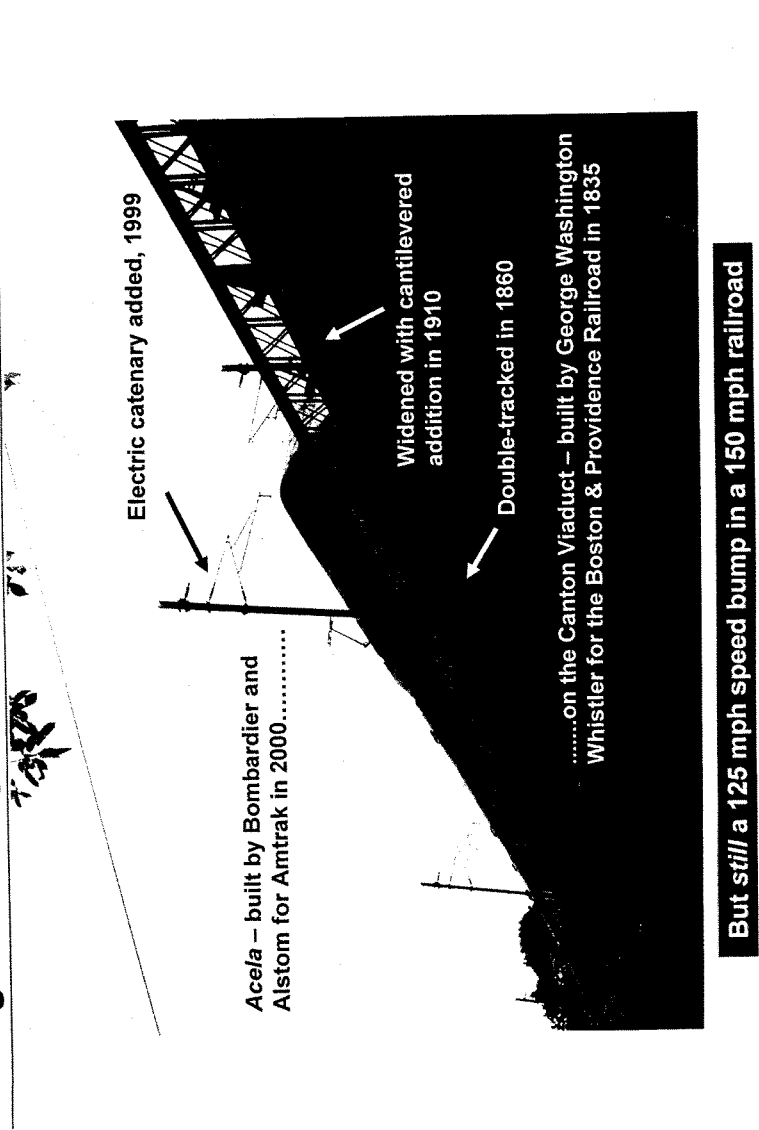 Electric catenary added, 1999
Acela – built by Bombardier and
Alstom for Amtrak in 2000.............
Widened with cantilevered
addition in 1910
Double-tracked in 1860
.......on the Canton Viaduct – built by George Washington
Whistler for the Boston & Providence Railroad in 1835
But still a 125 mph speed bump in a 150 mph railroad